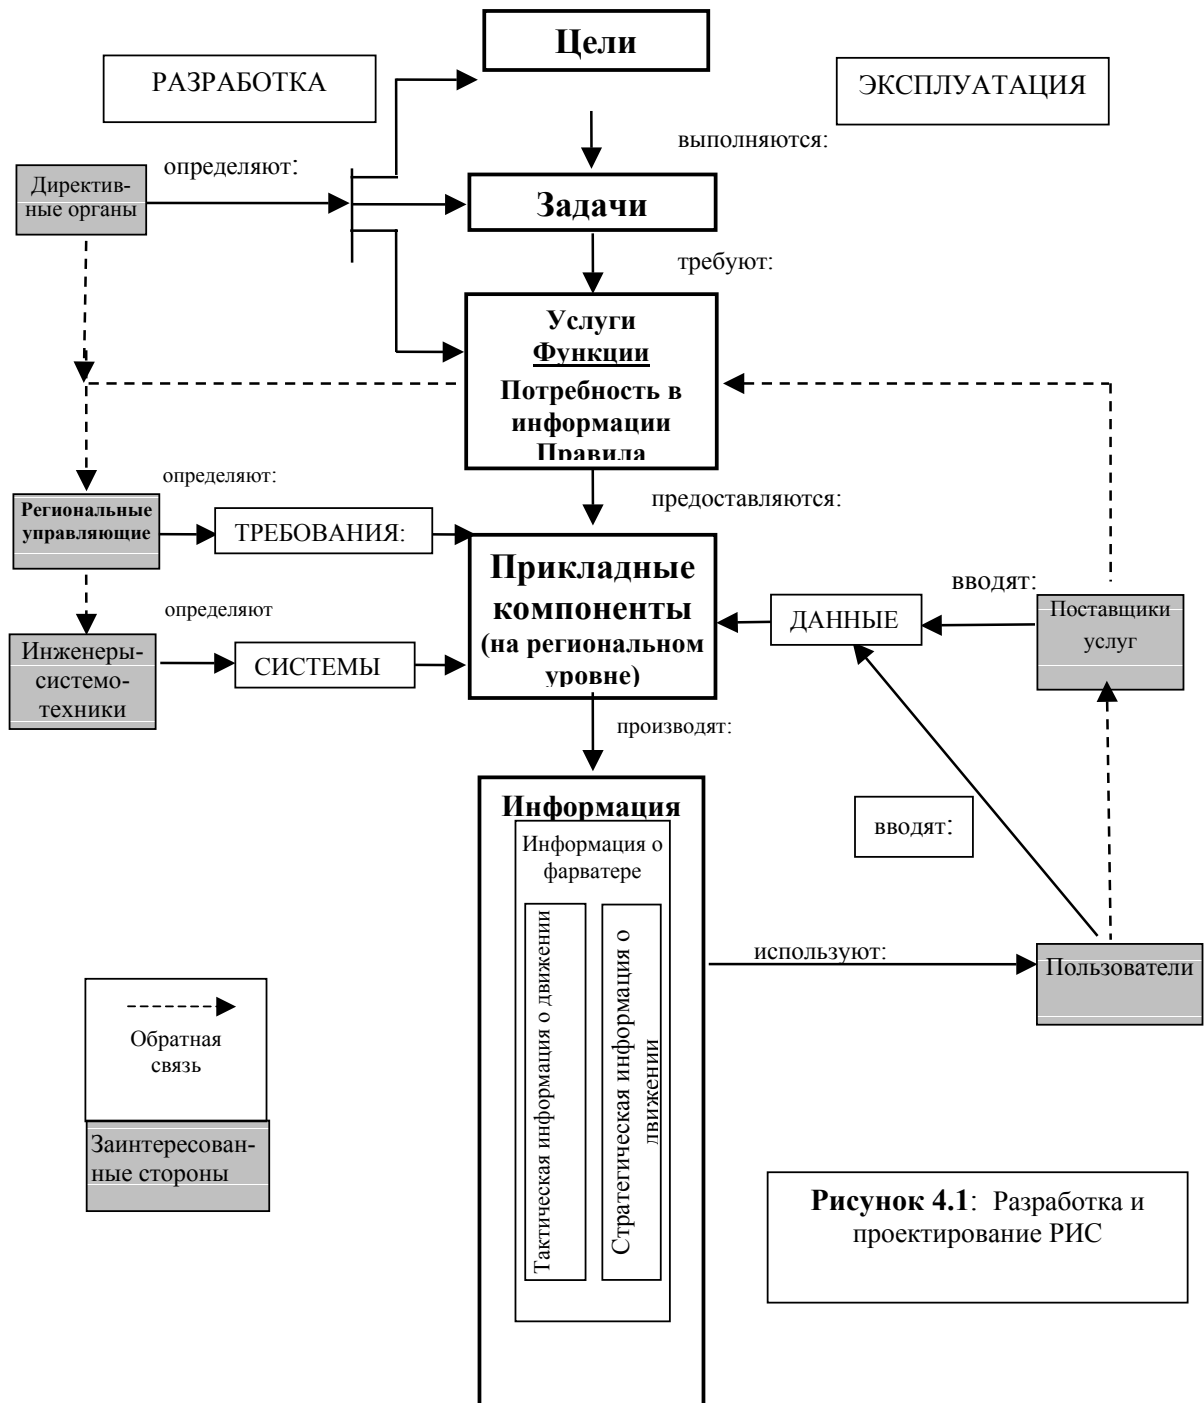 Цели
РАЗРАБОТКА
ЭКСПЛУАТАЦИЯ
выполняются:
определяют:
Директив-
ные органы
Задачи
требуют:
Услуги
Функции
Потребность в
информации
Правила
определяют:
предоставляются:
Региональные
управляющие
ТРЕБОВАНИЯ:
Прикладные
компоненты
(на региональном
уровне)
вводят:
ДАННЫЕ
Поставщики
услуг
определяют
Инженеры-
системо-
техники
СИСТЕМЫ
производят:
Информация
Информация о
фарватере
Тактическая информация о движении
Стратегическая информация о
движении
вводят:
используют:
Пользователи
Обратная
связь
Заинтересован-
ные стороны
Рисунок 4.1: Разработка и
проектирование РИС